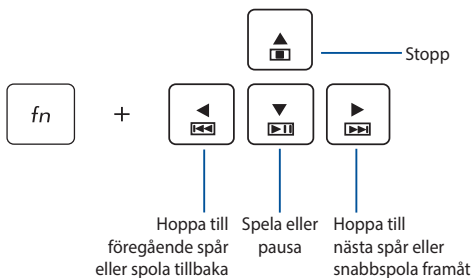 Stopp
fn
+
Hoppa till
föregående spår
eller spola tillbaka
Spela eller
pausa
Hoppa till
nästa spår eller
snabbspola framåt